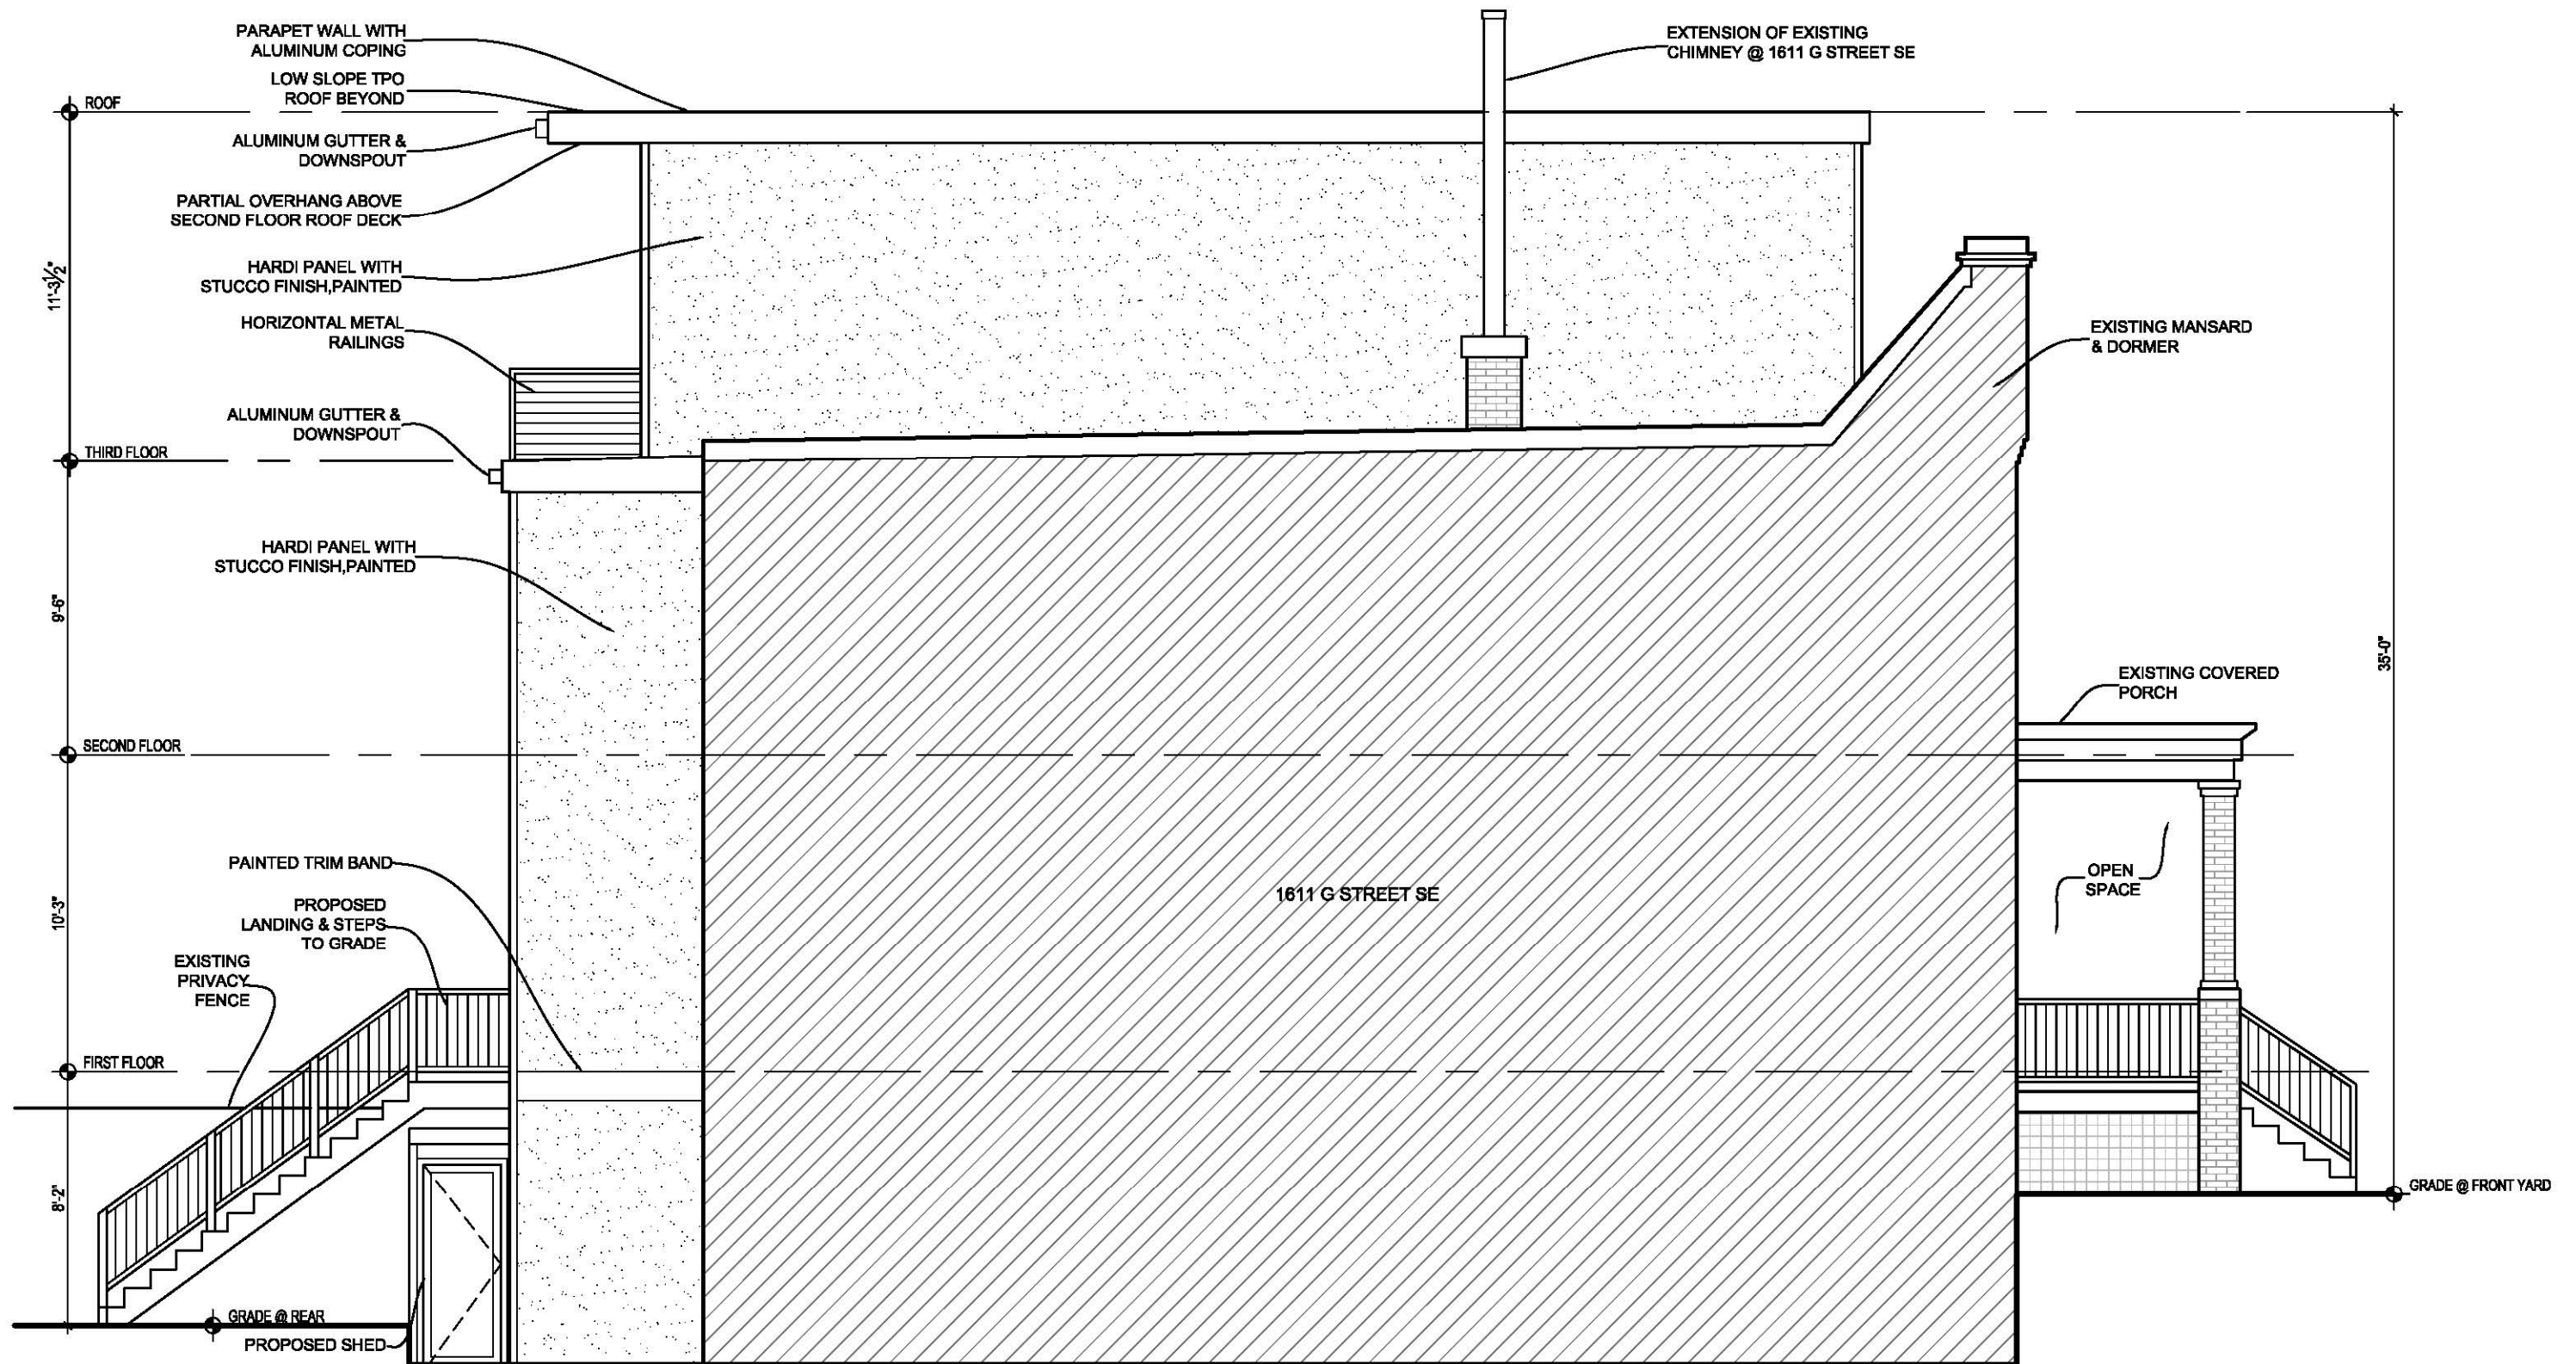 PARAPET WALL WITH
ALUMINUM COPING
LOW SLOPE TPO
ROOF BEYOND
ROOF
ALUMINUM GUTTER &
DOWNSPOUT
PARTIAL OVERHANG ABOVE
SECOND FLOOR ROOF DECK
HARDI PANEL WITH
STUCCO FINISH,PAINTED
11'-3½"
HORIZONTAL METAL
RAILINGS
ALUMINUM GUTTER &
DOWNSPOUT
THIRD FLOOR
HARDI PANEL WITH
STUCCO FINISH,PAINTED
9'-6"
SECOND FLOOR
PAINTED TRIM BAND
10'-3"
PROPOSED
LANDING & STEPS
TO GRADE
EXISTING
PRIVACY
FENCE
FIRST FLOOR
8'-2"
GRADE @ REAR
PROPOSED SHED
1611 G STREET SE
EXTENSION OF EXISTING
CHIMNEY @ 1611 G STREET SE
EXISTING MANSARD
& DORMER
35'-0"
EXISTING COVERED
PORCH
OPEN
SPACE
GRADE @ FRONT YARD